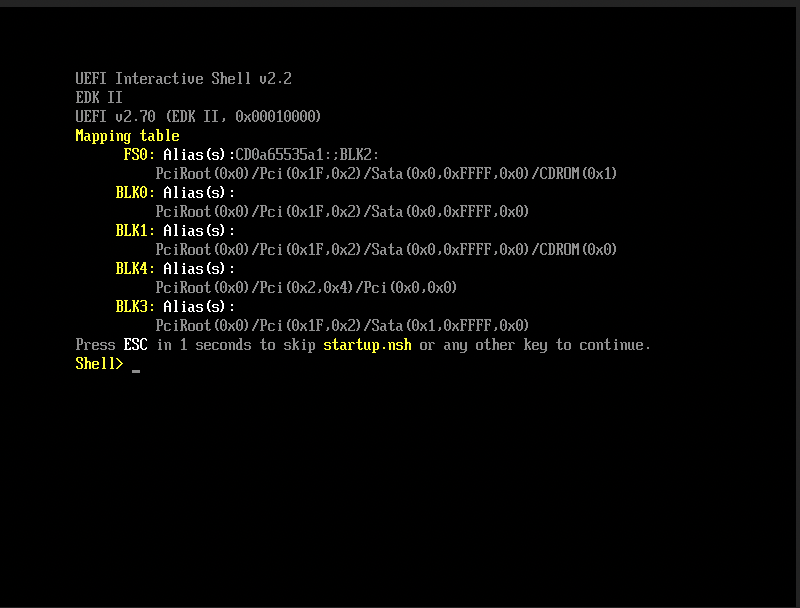 UEFI Interactive Shell v2.2
EDK II
UEFI v2.70 (EDK II, 0x00010000)
Mapping table
FS0: Alias(s):CD0a65535a1:;BLK2:
PciRoot(0x0)/Pci(0x1F,0x2)/Sata(0x0,0xFFFF,0x0)/CDROM(0x1)
BLK0: Alias(s):
PciRoot(0x0)/Pci(0x1F,0x2)/Sata(0x0,0xFFFF,0x0)
BLK1: Alias(s):
PciRoot(0x0)/Pci(0x1F,0x2)/Sata(0x0,0xFFFF,0x0)/CDROM(0x0)
BLK4: Alias(s):
PciRoot(0x0)/Pci(0x2,0x4)/Pci(0x0,0x0)
BLK3: Alias(s):
PciRoot(0x0)/Pci(0x1F,0x2)/Sata(0x1,0xFFFF,0x0)
Press ESC in 1 seconds to skip startup.nsh or any other key to continue.
Shell> _